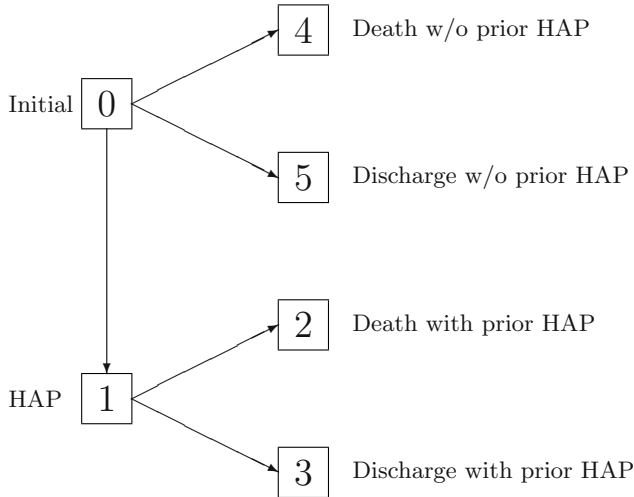 4 Death w/o prior HAP
Initial 0
5 Discharge w/o prior HAP
2 Death with prior HAP
HAP 1
3 Discharge with prior HAP